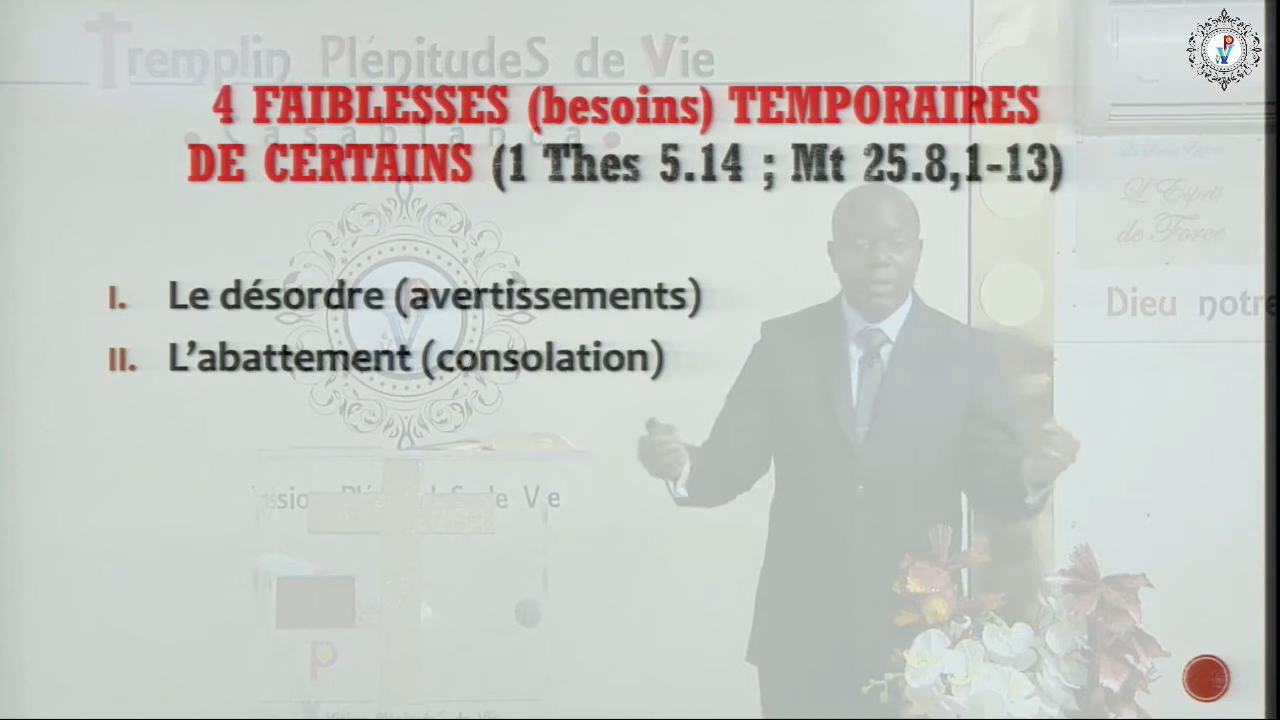 Tremplin PlénitudeS de Vie
4 FAIBLESSES (besoins) TEMPORAIRES
Casablanca
DE CERTAINS (1 Thes 5.14 ; Mt 25.8,1-13)
L'Esprit
de Force
I. Le désordre (avertissements)
Dieu notre
II. L'abattement (consolation)